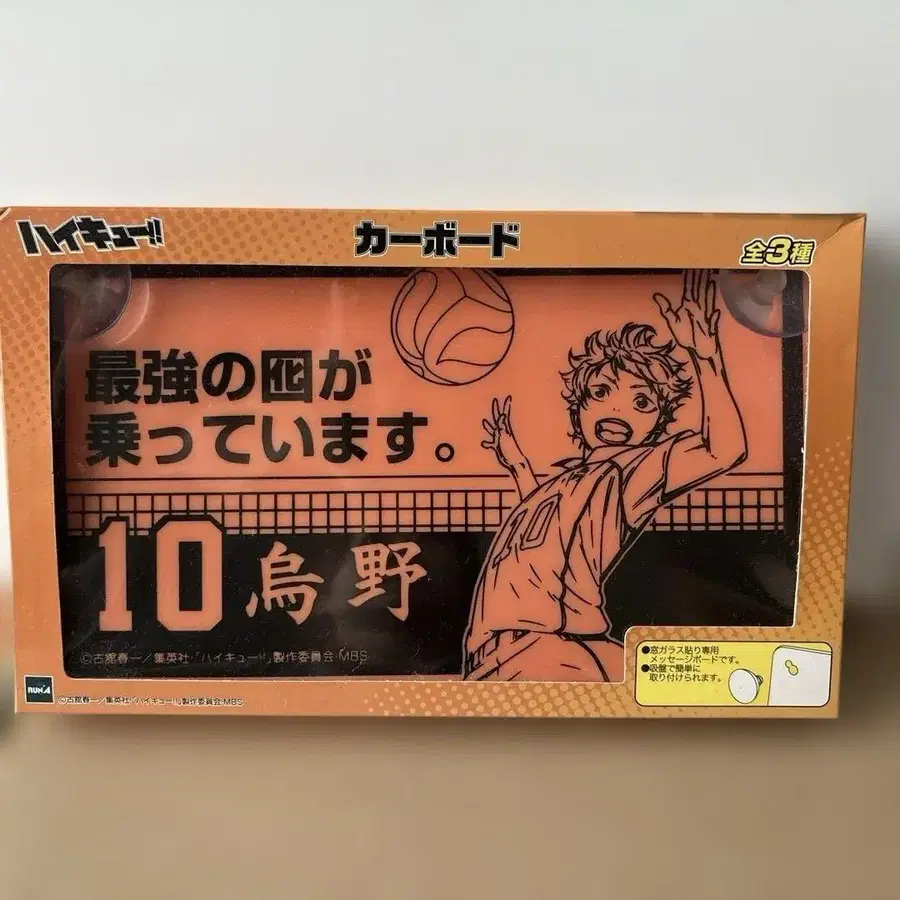 ハイキュー!!
カーボード
全3種
最強の囮が
乗っています。
10
10 烏野
©古舘春一/集英社・「ハイキュー!!」製作委員会・MBS
●窓ガラス貼り専用
メッセージボードです。
●吸盤で簡単に
取り付けられます。
RUN'A
©古舘春一/集英社・「ハイキュー!!」製作委員会・MBS